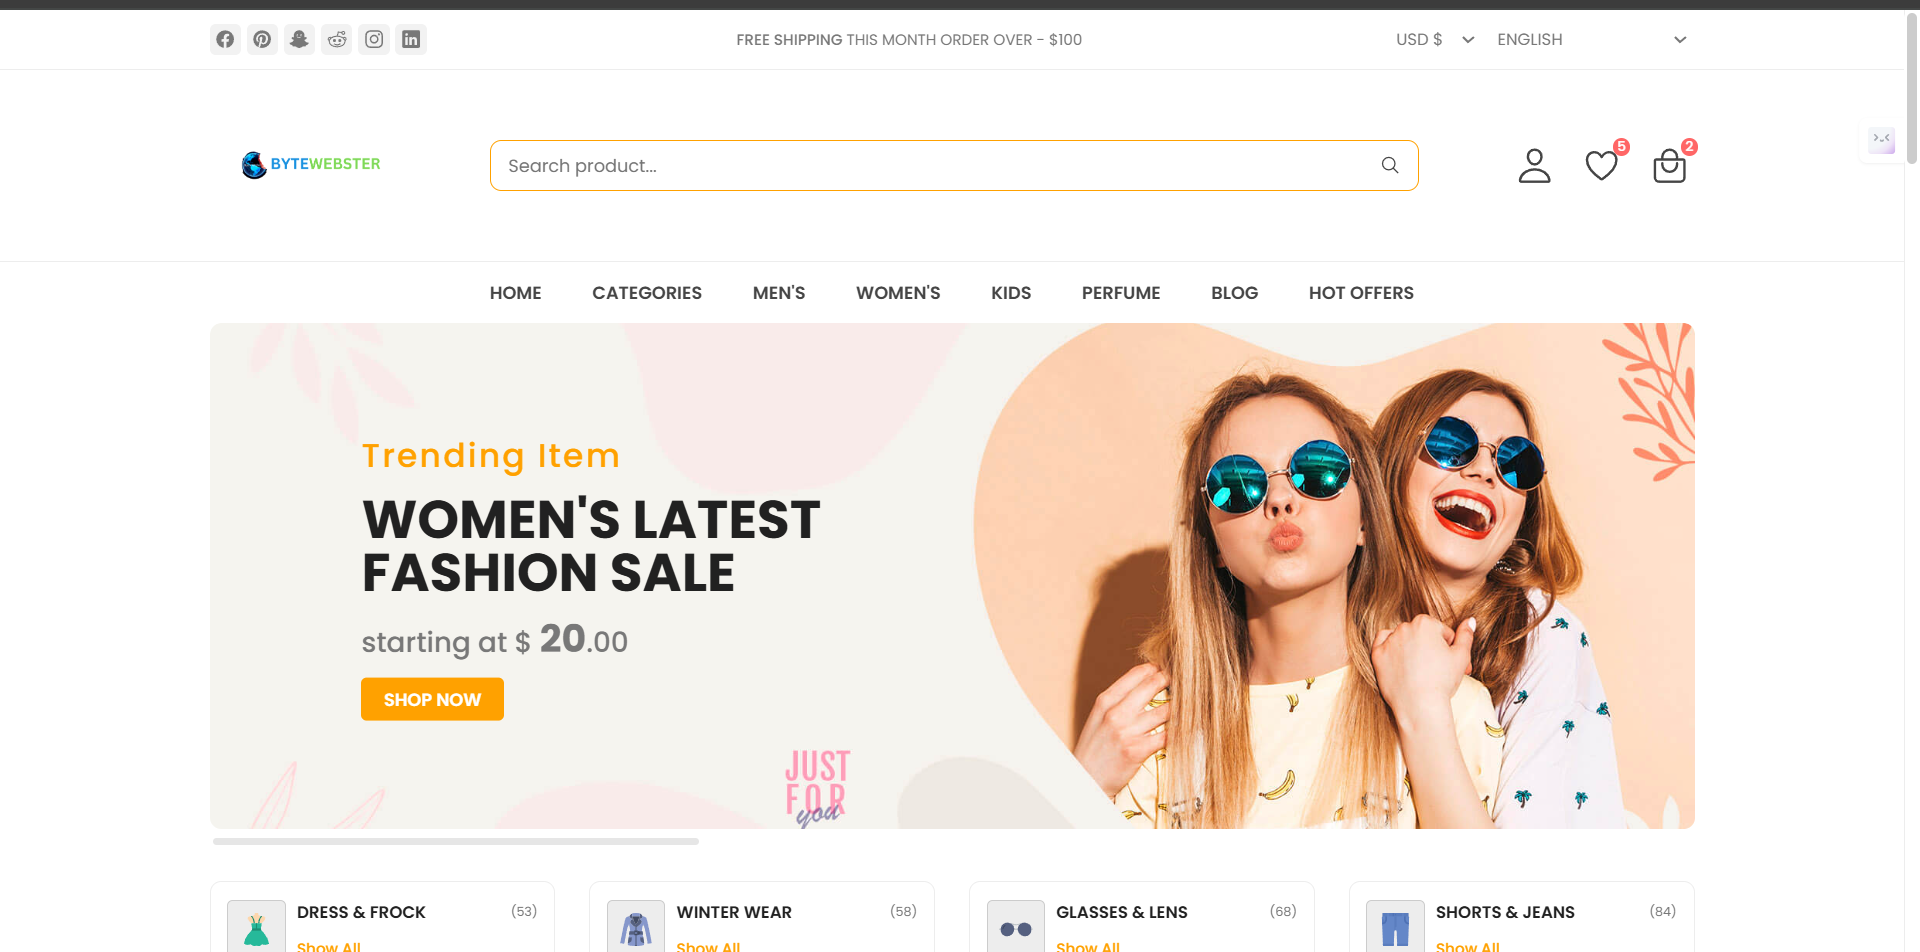 FREE SHIPPING THIS MONTH ORDER OVER - $100
USD $
ENGLISH
BYTEWEBSTER
Search product...
5
2
HOME
CATEGORIES
MEN'S
WOMEN'S
KIDS
PERFUME
BLOG
HOT OFFERS
Trending Item
WOMEN'S LATEST
FASHION SALE
starting at $ 20.00
SHOP NOW
JUST
FOR
you
DRESS & FROCK
(53)
Show All
WINTER WEAR
(58)
Show All
GLASSES & LENS
(68)
Show All
SHORTS & JEANS
(84)
Show All